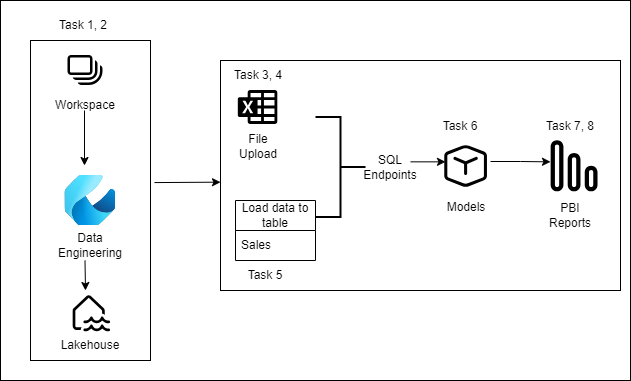 Task 1, 2
Workspace
Data
Engineering
Lakehouse
Task 3, 4
X
File
Upload
Load data to
table
Sales
Task 5
SQL
Endpoints
Task 6
Models
Task 7, 8
PBI
Reports